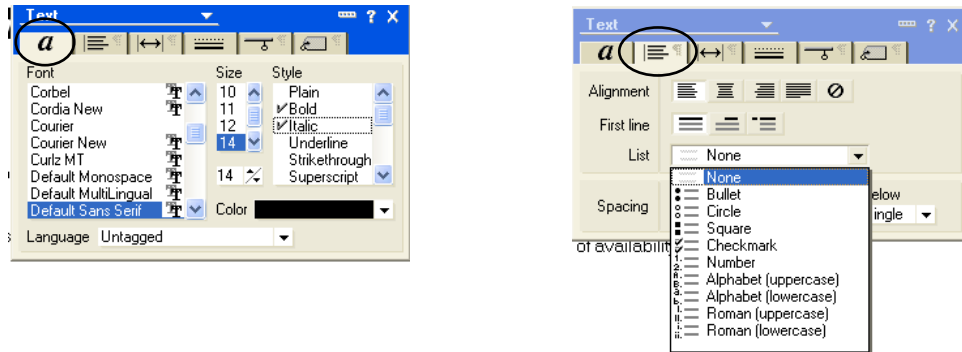 Text
? X
a
Font Size Style
Corbel 10 Plain
Cordia New 11 Bold
Courier 12 Italic
Courier New 14 Underline
Curlz MT Strikethrough
Default Monospace 14 Superscript
Default MultiLingual
Default Sans Serif Color
Language Untagged
Text
? X
a
Alignment
First line
List None
None
Bullet
Circle
Square
Checkmark
Number
Alphabet (uppercase)
Alphabet (lowercase)
Roman (uppercase)
Roman (lowercase)
Spacing elow
ingle
of availability